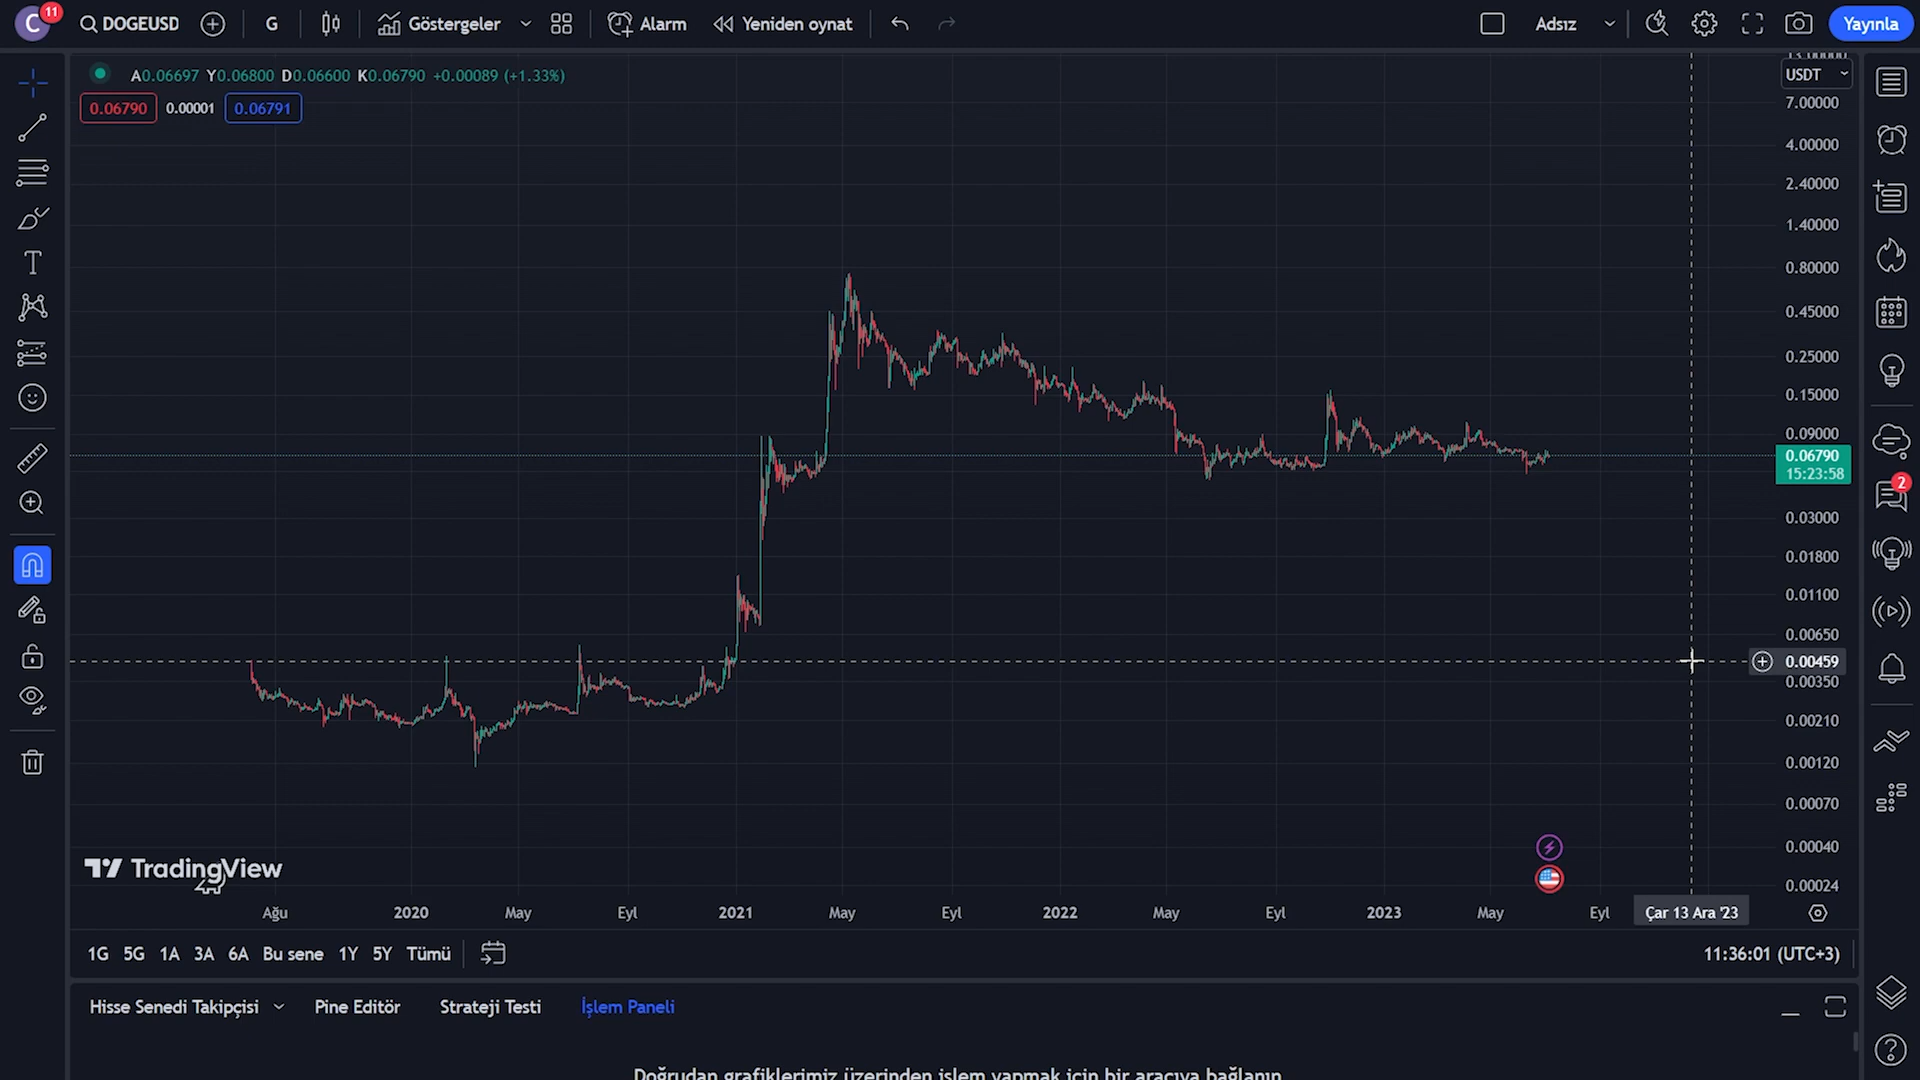 C 11 DOGEUSD G Göstergeler Alarm Yeniden oynat Adsız Yayınla
A0.06697 Y0.06800 D0.06600 K0.06790 +0.00089 (+1.33%)
0.06790 0.00001 0.06791
13.00000
USDT
7.00000
4.00000
2.40000
1.40000
0.80000
0.45000
0.25000
0.15000
0.09000
0.06790
15:23:58
2
0.03000
0.01800
0.01100
0.00650
0.00459
0.00350
0.00210
0.00120
0.00070
0.00040
0.00024
TradingView
Ağu 2020 May Eyl 2021 May Eyl 2022 May Eyl 2023 May Eyl Çar 13 Ara '23
1G 5G 1A 3A 6A Bu sene 1Y 5Y Tümü 11:36:01 (UTC+3)
Hisse Senedi Takipçisi Pine Editör Strateji Testi İşlem Paneli
Doğrudan grafiklerimiz üzerinden işlem yapmak için bir aracıya bağlanın